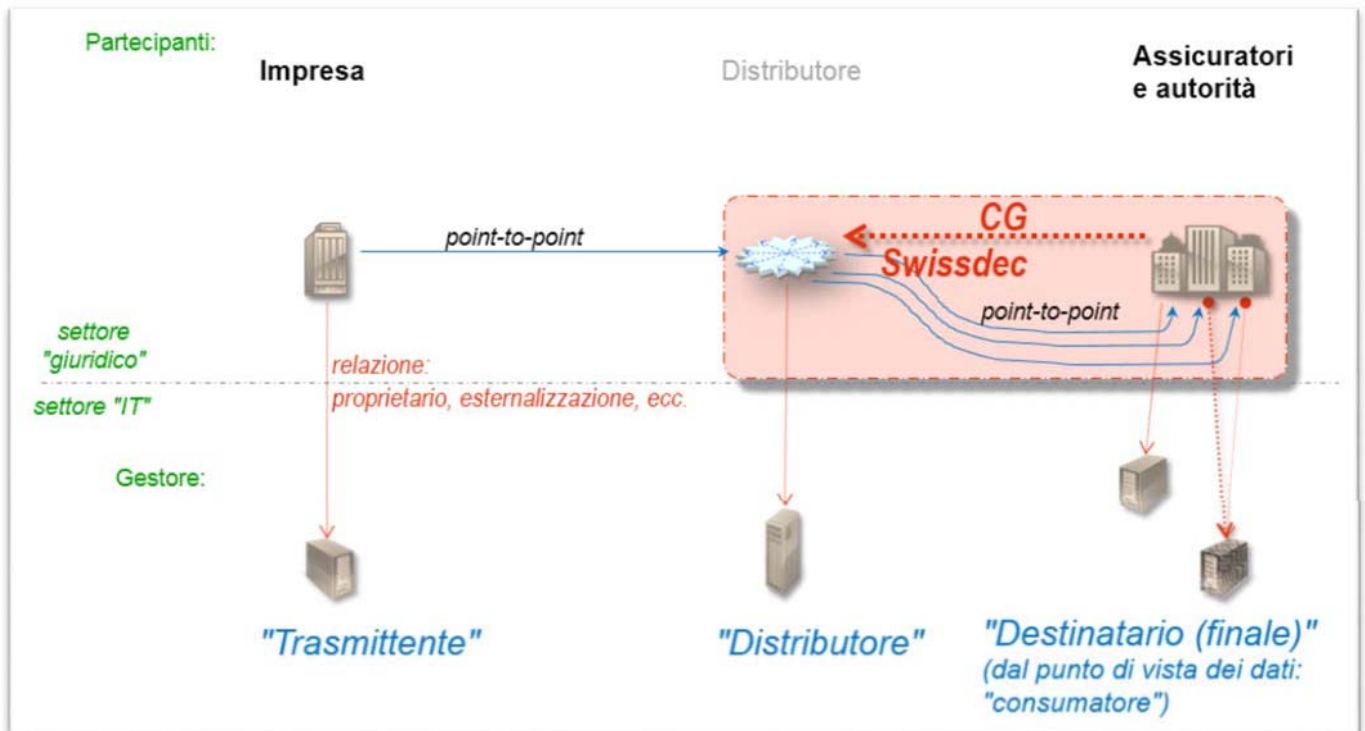 Partecipanti:
Impresa
Distributore
Assicuratori
e autorità
CG
Swissdec
point-to-point
point-to-point
settore
"giuridico"
relazione:
settore "IT"
proprietario, esternalizzazione, ecc.
Gestore:
"Trasmittente"
"Distributore"
"Destinatario (finale)"
(dal punto di vista dei dati:
"consumatore")